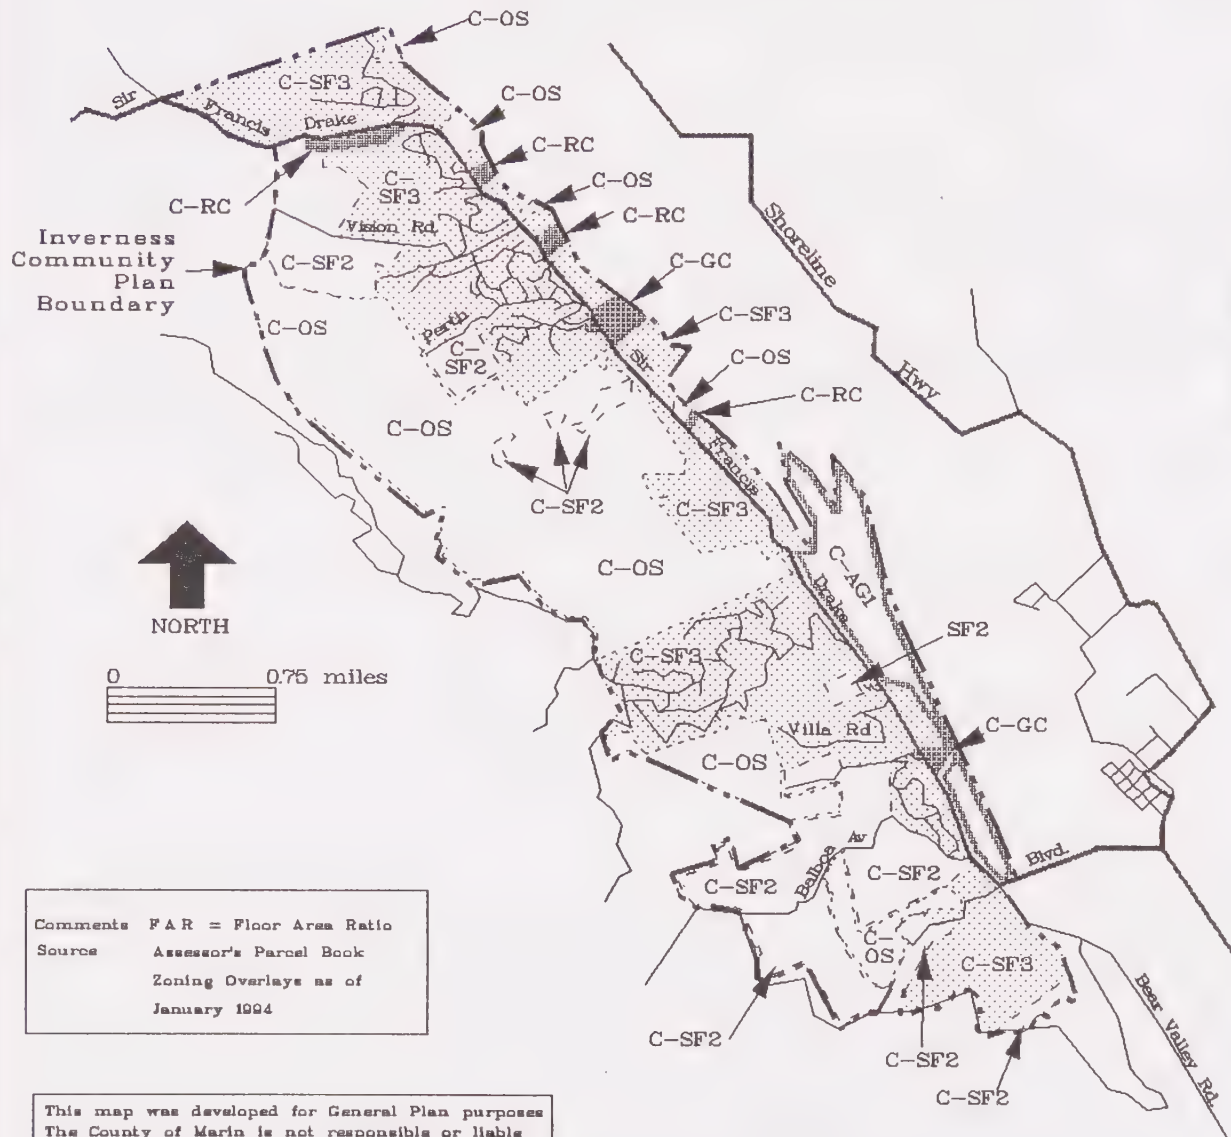 C-OS
C-SF3
Sir
Francis
Drake
C-OS
C-RC
C-
SF3
C-OS
C-RC
C-RC
Vision Rd.
Shoreline
Inverness
Community
Plan
Boundary
C-SF2
C-GC
C-OS
C-SF3
Perth
C-
SF2
Sir
C-OS
Hwy
C-RC
C-OS
Francis
C-SF2
C-SF3
C-OS
C-AG1
Drake
NORTH
SF2
C-SF3
0 0.75 miles
Villa Rd
C-GC
C-OS
Av
Balboa
Blvd.
C-SF2
C-SF2
C-
OS
C-SF3
Bear Valley Rd.
C-SF2
C-SF2
C-SF2
Comments F A R = Floor Area Ratio
Source Assessor's Parcel Book
Zoning Overlays as of
January 1994
This map was developed for General Plan purposes
The County of Marin is not responsible or liable